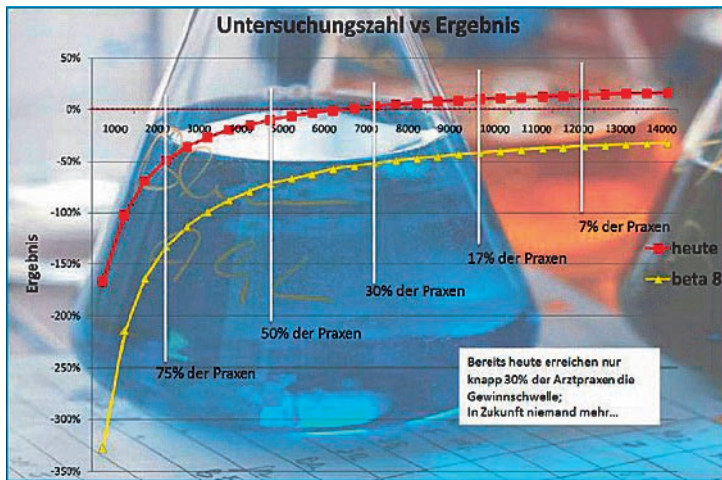 Untersuchungszahl vs Ergebnis
50%
0%
-50%
-100%
-150%
-200%
-250%
-300%
-350%
Ergebnis
1000 2000 3000 4000 5000 6000 7000 8000 9000 10000 11000 12000 13000 14000
75% der Praxen
50% der Praxen
30% der Praxen
17% der Praxen
7% der Praxen
heute
beta 8
Bereits heute erreichen nur
knapp 30% der Arztpraxen die
Gewinnschwelle;
In Zukunft niemand mehr...